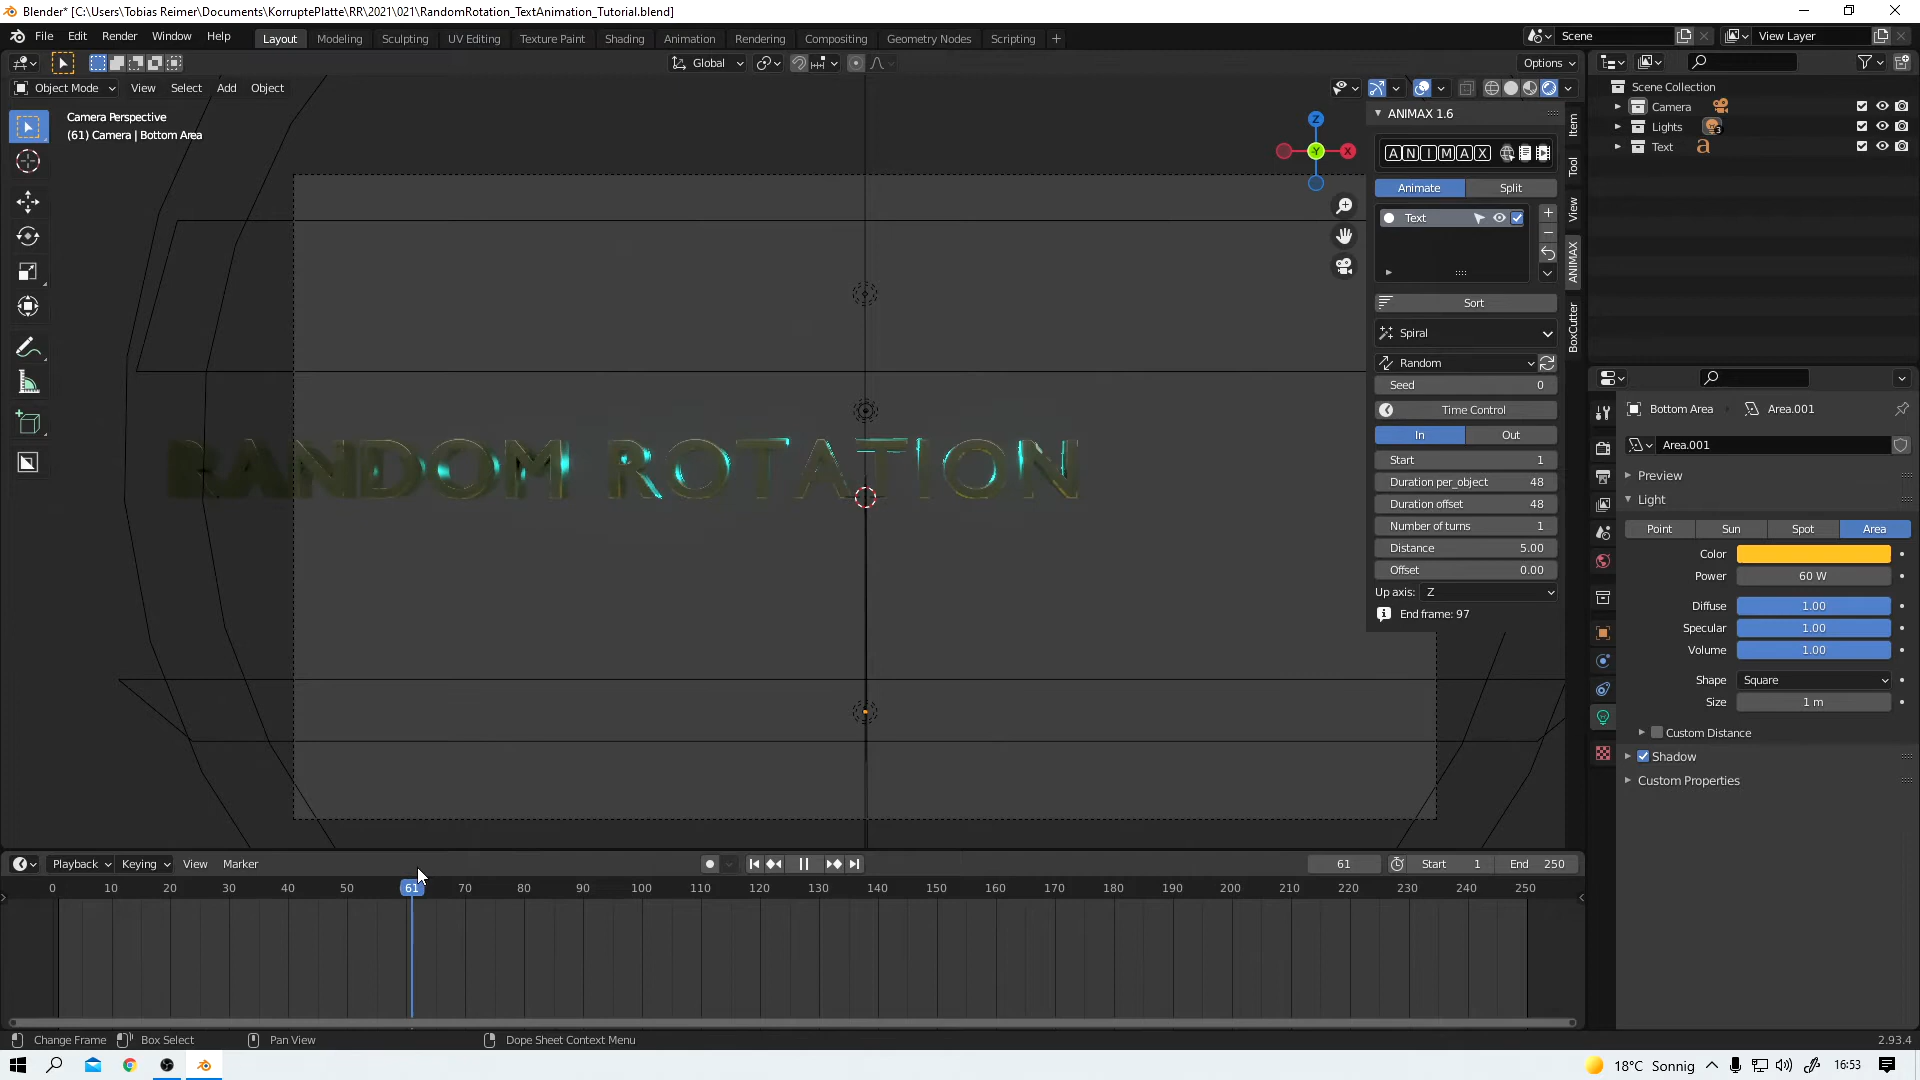 Blender* [C:\Users\Tobias Reimer\Documents\KorruptePlatte\RR\2021\021\RandomRotation_TextAnimation_Tutorial.blend]
File Edit Render Window Help Layout Modeling Sculpting UV Editing Texture Paint Shading Animation Rendering Compositing Geometry Nodes Scripting Scene View Layer
Global Options
Object Mode View Select Add Object
Camera Perspective
(61) Camera | Bottom Area
Z
Y
X
ANIMAX 1.6
ANIMAX
Animate Split
Text
Sort
Spiral
Random
Seed 0
Time Control
In Out
Start 1
Duration per_object 48
Duration offset 48
Number of turns 1
Distance 5.00
Offset 0.00
Up axis: Z
End frame: 97
Item
Tool
View
ANIMAX
BoxCutter
RANDOM ROTATION
Scene Collection
Camera
Lights 3
Text
Bottom Area Area.001
Area.001
Preview
Light
Point Sun Spot Area
Color
Power 60 W
Diffuse 1.00
Specular 1.00
Volume 1.00
Shape Square
Size 1 m
Custom Distance
Shadow
Custom Properties
Playback Keying View Marker 61 Start 1 End 250
0 10 20 30 40 50 61 70 80 90 100 110 120 130 140 150 160 170 180 190 200 210 220 230 240 250
Change Frame Box Select Pan View Dope Sheet Context Menu 2.93.4
18°C Sonnig 16:53